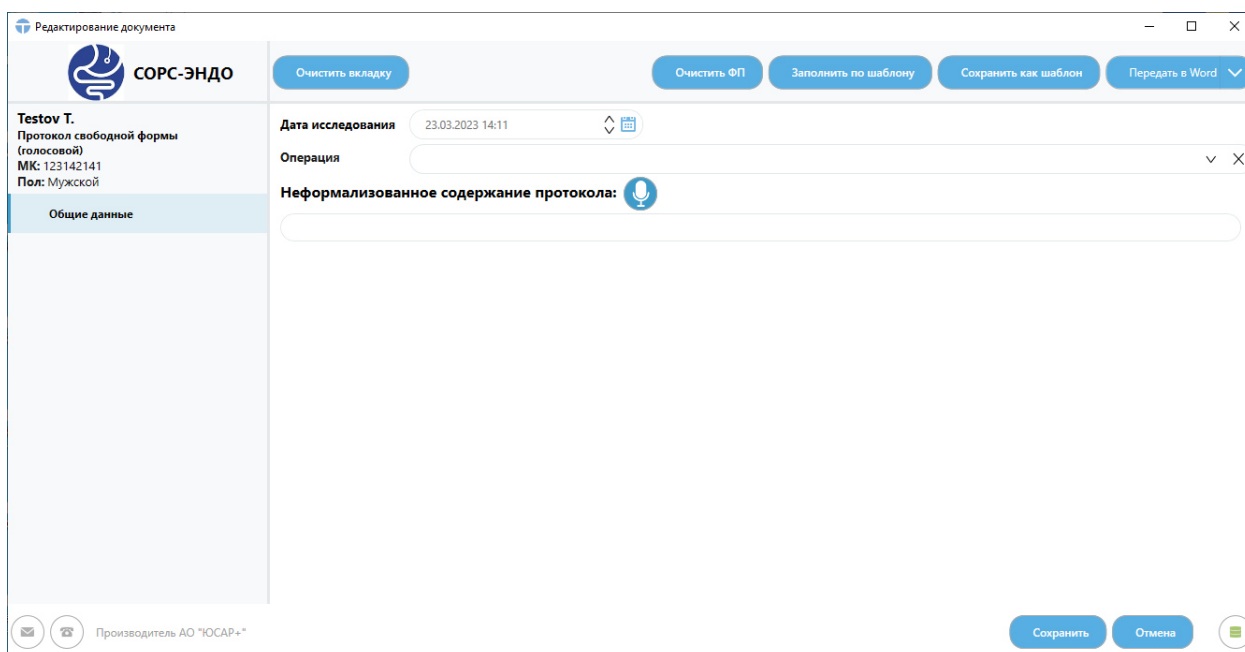 Редактирование документа
СОРС-ЭНДО
Очистить вкладку
Очистить ФП
Заполнить по шаблону
Сохранить как шаблон
Передать в Word
Testov T.
Протокол свободной формы
(голосовой)
МК: 123142141
Пол: Мужской
Общие данные
Дата исследования 23.03.2023 14:11
Операция
Неформализованное содержание протокола:
Производитель АО "ЮСАР+"
Сохранить
Отмена